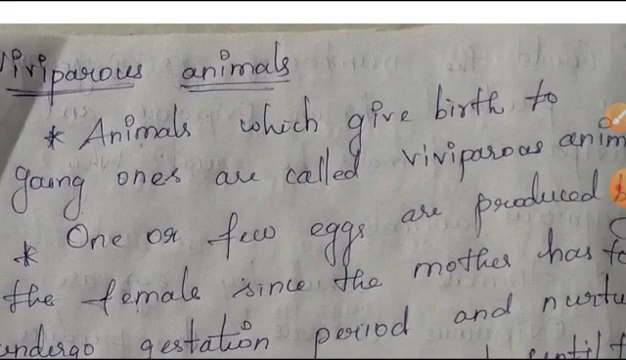 Viviparous animals
* Animals which give birth to
young ones are called viviparous anim
* One or few eggs are produced b
the female since the mother has to
undergo gestation period and nurtu
until t